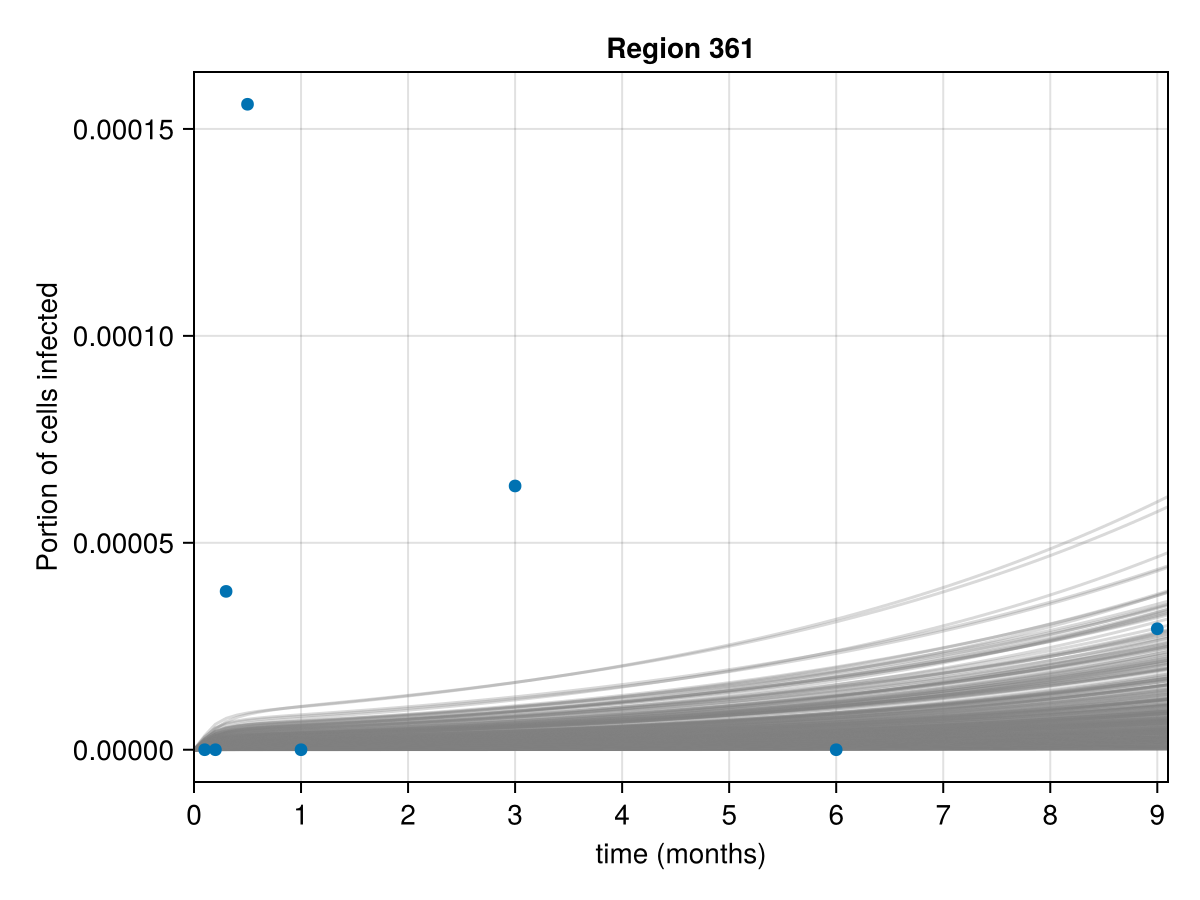 Region 361
Portion of cells infected
0.00015
0.00010
0.00005
0.00000
0 1 2 3 4 5 6 7 8 9
time (months)